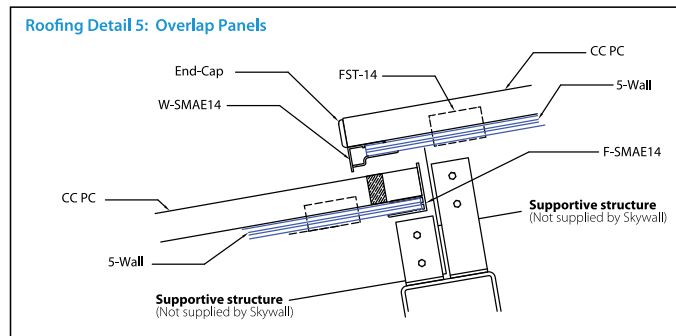 Roofing Detail 5: Overlap Panels
CC PC
End-Cap
FST-14
5-Wall
W-SMAE14
F-SMAE14
CC PC
Supportive structure
(Not supplied by Skywall)
5-Wall
Supportive structure
(Not supplied by Skywall)